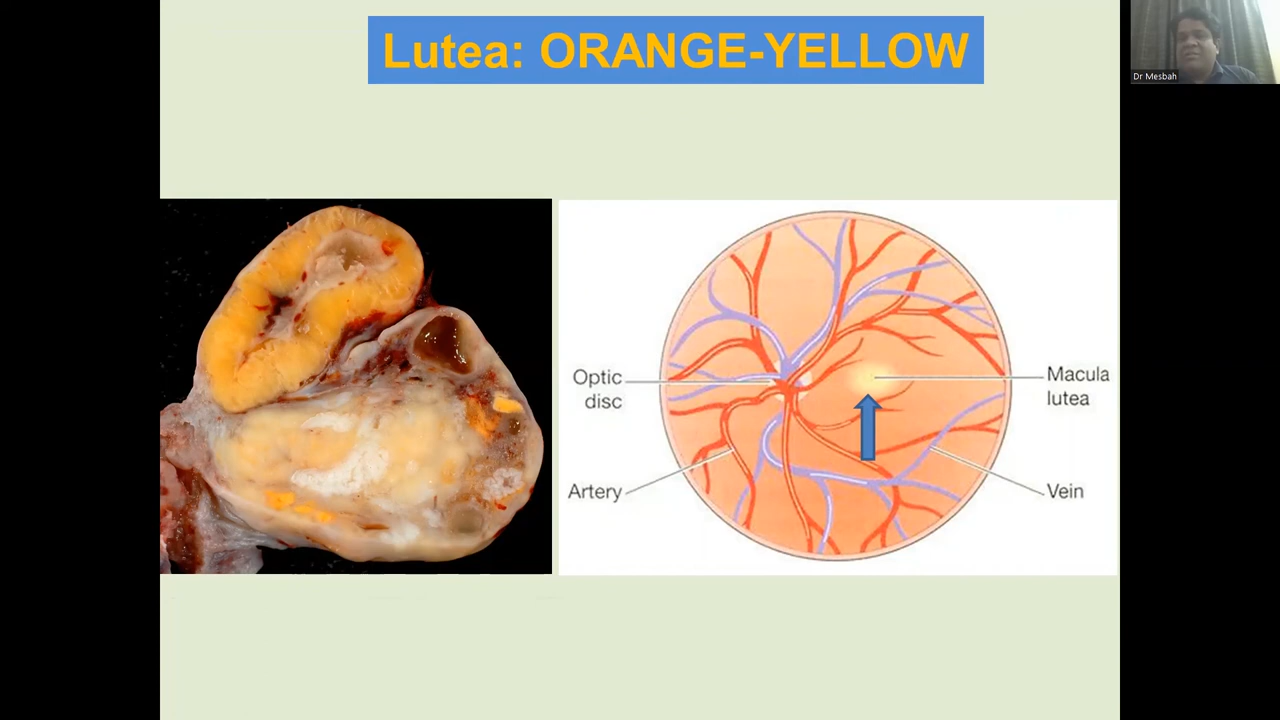 Lutea: ORANGE-YELLOW
Dr Mesbah
Optic
disc
Macula
lutea
Artery
Vein